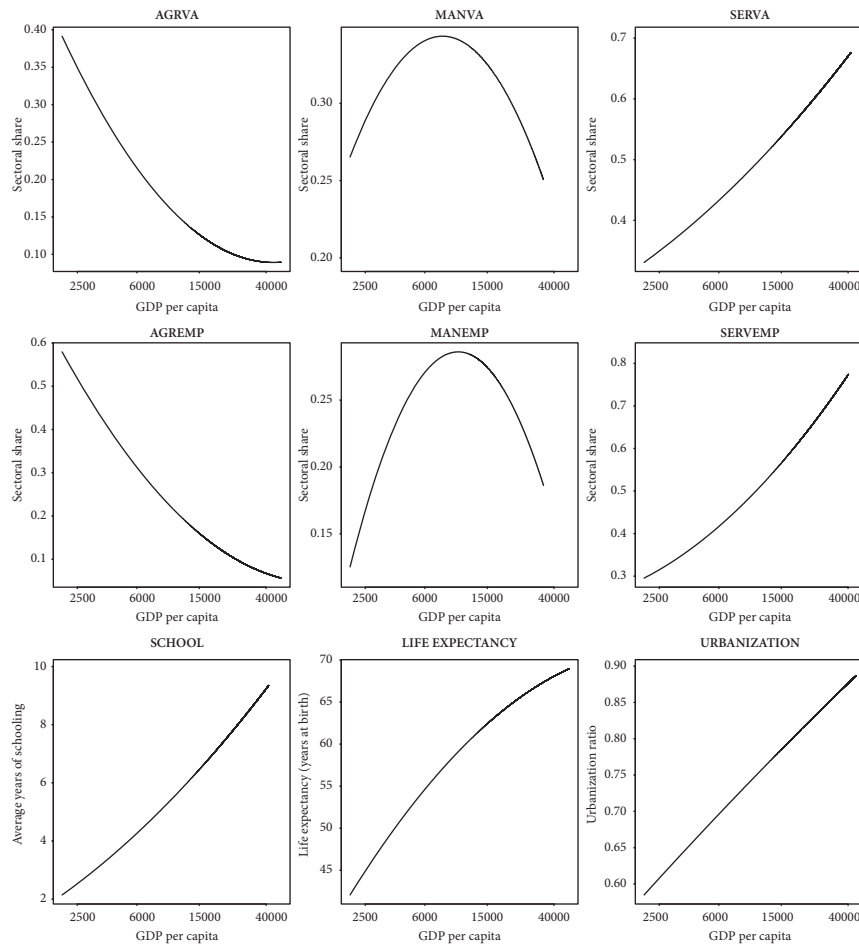 AGRVA
MANVA
SERVA
Sectoral share
0.40
0.35
0.30
0.25
0.20
0.15
0.10
2500 6000 15000 40000
GDP per capita
Sectoral share
0.30
0.25
0.20
2500 6000 15000 40000
GDP per capita
Sectoral share
0.7
0.6
0.5
0.4
2500 6000 15000 40000
GDP per capita
AGREMP
MANEMP
SERVEMP
Sectoral share
0.6
0.5
0.4
0.3
0.2
0.1
2500 6000 15000 40000
GDP per capita
Sectoral share
0.25
0.20
0.15
2500 6000 15000 40000
GDP per capita
Sectoral share
0.8
0.7
0.6
0.5
0.4
0.3
2500 6000 15000 40000
GDP per capita
SCHOOL
LIFE EXPECTANCY
URBANIZATION
Average years of schooling
10
8
6
4
2
2500 6000 15000 40000
GDP per capita
Life expectancy (years at birth)
70
65
60
55
50
45
2500 6000 15000 40000
GDP per capita
Urbanization ratio
0.90
0.85
0.80
0.75
0.70
0.65
0.60
2500 6000 15000 40000
GDP per capita